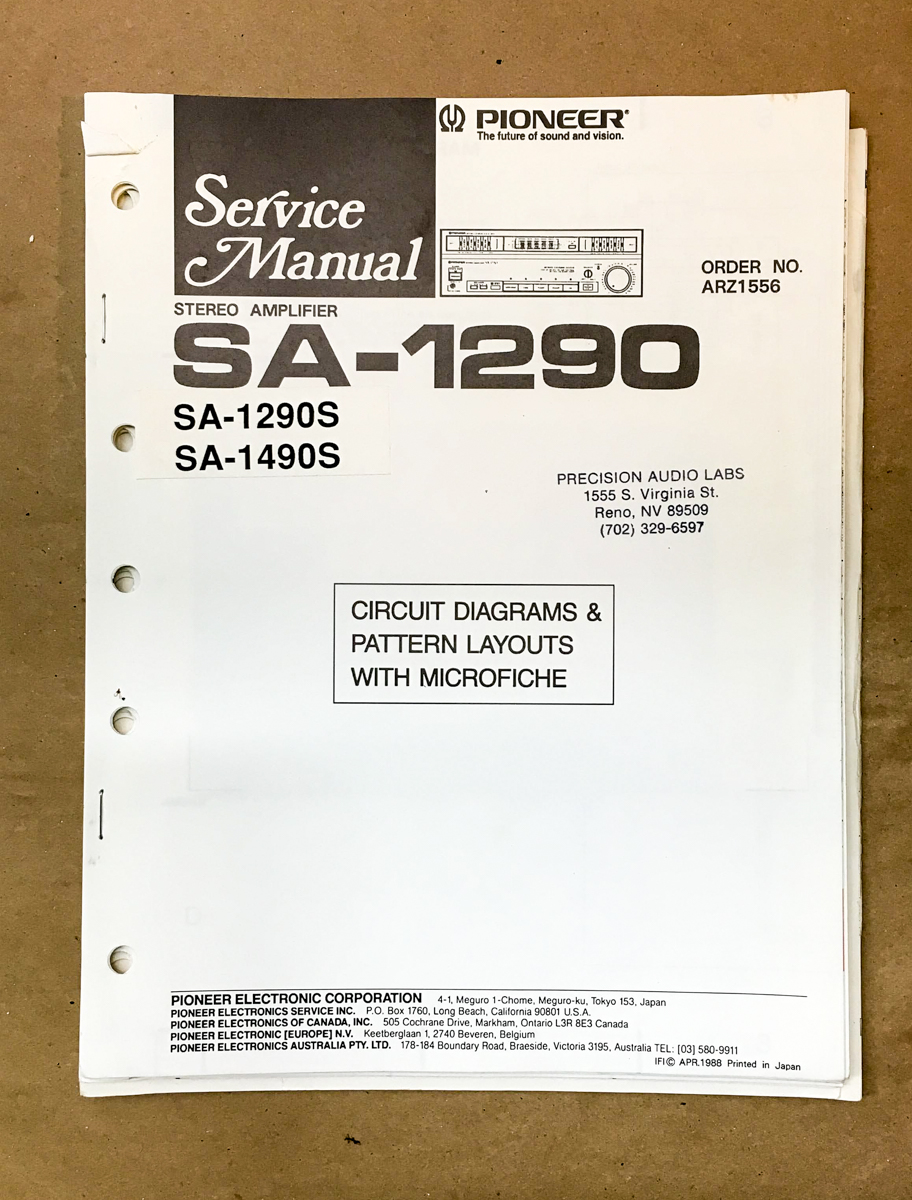 PIONEER®
The future of sound and vision.
Service
Manual
ORDER NO.
ARZ1556
STEREO AMPLIFIER
SA-1290
SA-1290S
SA-1490S
PRECISION AUDIO LABS
1555 S. Virginia St.
Reno, NV 89509
(702) 329-6597
CIRCUIT DIAGRAMS &
PATTERN LAYOUTS
WITH MICROFICHE
PIONEER ELECTRONIC CORPORATION 4-1, Meguro 1-Chome, Meguro-ku, Tokyo 153, Japan
PIONEER ELECTRONICS SERVICE INC. P.O. Box 1760, Long Beach, California 90801 U.S.A.
PIONEER ELECTRONICS OF CANADA, INC. 505 Cochrane Drive, Markham, Ontario L3R 8E3 Canada
PIONEER ELECTRONIC [EUROPE] N.V. Keetberglaan 1, 2740 Beveren, Belgium
PIONEER ELECTRONICS AUSTRALIA PTY. LTD. 178-184 Boundary Road, Braeside, Victoria 3195, Australia TEL: [03] 580-9911
IFI© APR.1988 Printed in Japan